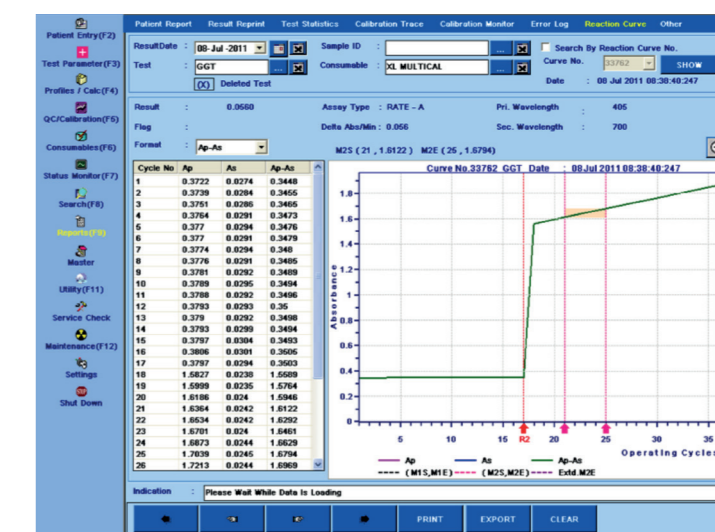 Patient Report Result Reprint Test Statistics Calibration Trace Calibration Monitor Error Log Reaction Curve Other
Patient Entry(F2)
Test Parameter(F3)
Profiles / Calc(F4)
QC/Calibration(F5)
Consumables(F6)
Status Monitor(F7)
Search(F8)
Reports(F9)
Master
Utility(F11)
Service Check
Maintenance(F12)
Settings
Shut Down
ResultDate : 08-Jul-2011 Sample ID : ... Search By Reaction Curve No.
Test : GGT ... Consumable : XL MULTICAL ... Curve No. 33762 SHOW
(X) Deleted Test Date : 08 Jul 2011 08:38:40:247
Result : 0.0560 Assay Type : RATE - A Pri. Wavelength : 405
Flag : Delta Abs/Min : 0.056 Sec. Wavelength : 700
Format : Ap-As M2S ( 21 , 1.6122 ) M2E ( 25 , 1.6794)
Cycle No Ap As Ap-As
1 0.3722 0.0274 0.3448
2 0.3739 0.0284 0.3455
3 0.3751 0.0286 0.3465
4 0.3764 0.0291 0.3473
5 0.377 0.0294 0.3476
6 0.377 0.0291 0.3479
7 0.3774 0.0294 0.348
8 0.3776 0.0291 0.3485
9 0.3781 0.0292 0.3489
10 0.3789 0.0295 0.3494
11 0.3788 0.0292 0.3496
12 0.3793 0.0293 0.35
13 0.379 0.0292 0.3498
14 0.3793 0.0299 0.3494
15 0.3797 0.0304 0.3493
16 0.3806 0.0301 0.3505
17 0.3797 0.0294 0.3503
18 1.5827 0.0238 1.5589
19 1.5999 0.0235 1.5764
20 1.6186 0.024 1.5946
21 1.6364 0.0242 1.6122
22 1.6534 0.0242 1.6292
23 1.6701 0.024 1.6461
24 1.6873 0.0244 1.6629
25 1.7039 0.0245 1.6794
26 1.7213 0.0244 1.6969
Curve No.33762 GGT Date : 08Jul 2011 08:38:40:247
Absorbance
1.8
1.6
1.4
1.2
1
0.8
0.6
0.4
0.2
0
5 10 15 R2 20 25 30 35
Operating Cycles
Ap As Ap-As
(M1S,M1E) (M2S,M2E) Extd.M2E
Indication : Please Wait While Data Is Loading
PRINT EXPORT CLEAR